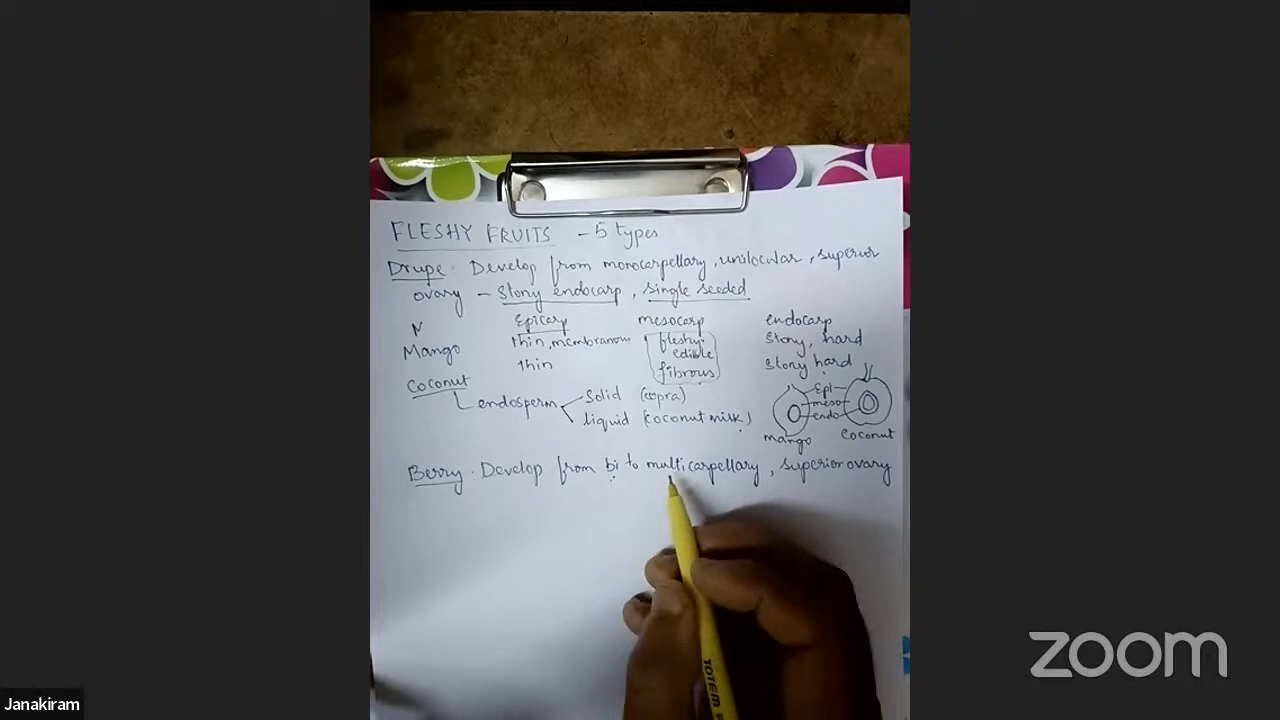 FLESHY FRUITS - 5 types
Drupe : Develop from monocarpellary, unilocular, superior
ovary - Stony endocarp, single seeded
Epicarp mesocarp endocarp
Mango thin, membranous fleshy edible Stony, hard
Coconut thin fibrous Stony hard
endosperm Solid (copra)
liquid (coconut milk)
Epi
meso
endo
Mango Coconut
Berry : Develop from bi to multicarpellary, superior ovary
TOTEM
zoom
Janakiram